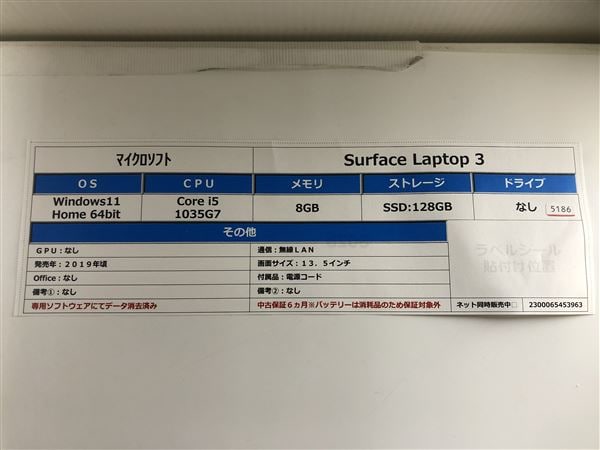 ﾏｲｸﾛｿﾌﾄ Surface Laptop 3
ＯＳ ＣＰＵ メモリ ストレージ ドライブ
Windows11 Home 64bit Core i5 1035G7 8GB SSD:128GB なし 5186
その他
ＧＰＵ：なし 通信：無線ＬＡＮ
発売年：２０１９年頃 画面サイズ：１３．５インチ
Office：なし 付属品：電源コード
備考①：なし 備考②：なし
ラベルシール
貼付け位置
専用ソフトウェアにてデータ消去済み 中古保証６ヵ月※バッテリーは消耗品のため保証対象外 ネット同時販売中□ 2300065453963